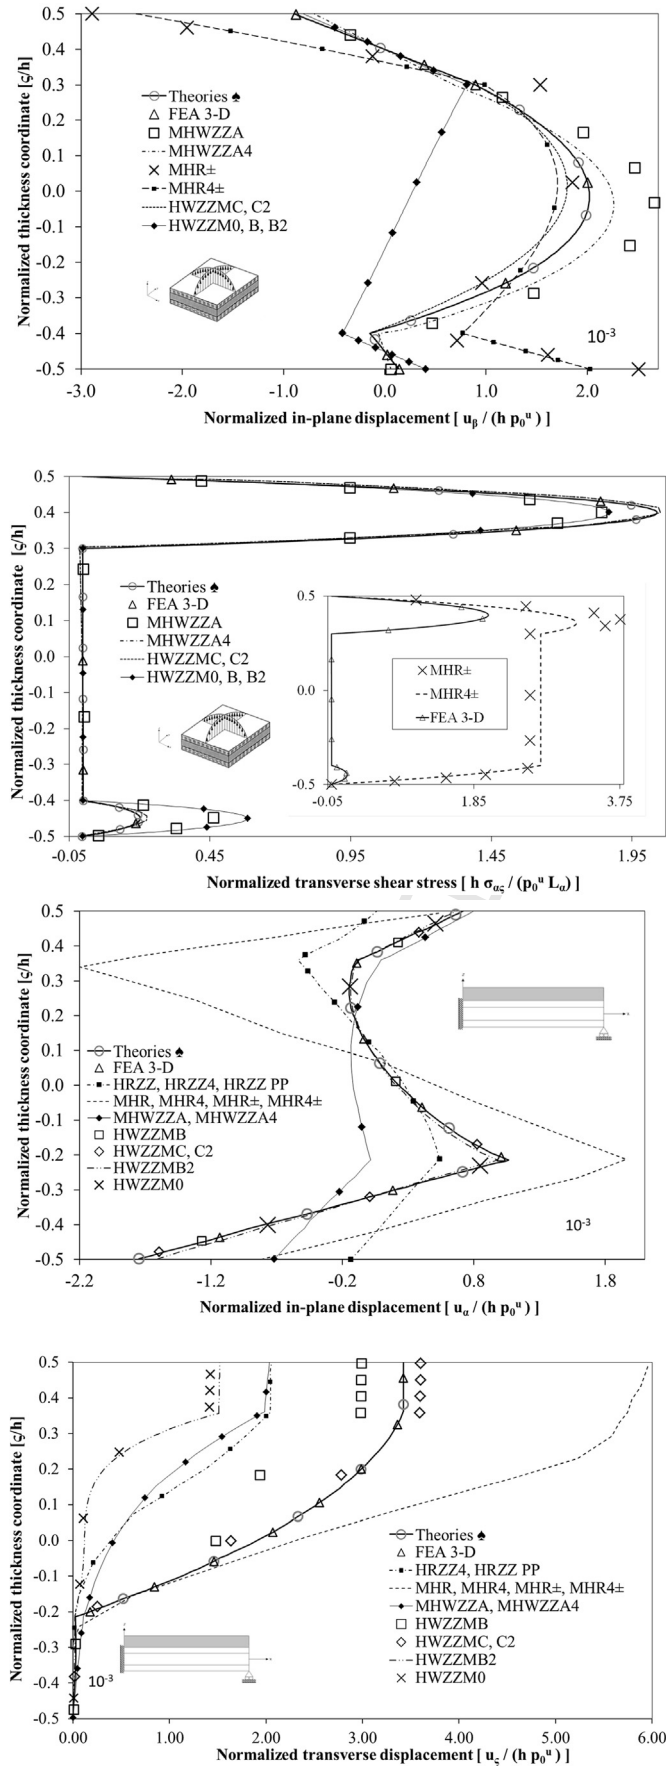 0.5
0.4
0.3
0.2
0.1
0.0
-0.1
-0.2
-0.3
-0.4
-0.5
Normalized thickness coordinate [ς/h]
Theories ♠
FEA 3-D
MHWZZA
MHWZZA4
MHR±
MHR4±
HWZZMC, C2
HWZZM0, B, B2
10-3
-3.0 -2.0 -1.0 0.0 1.0 2.0
Normalized in-plane displacement [ uβ / (h p0u ) ]
0.5
0.4
0.3
0.2
0.1
0.0
-0.1
-0.2
-0.3
-0.4
-0.5
Normalized thickness coordinate [ς/h]
Theories ♠
FEA 3-D
MHWZZA
MHWZZA4
HWZZMC, C2
HWZZM0, B, B2
0.5
0.0
-0.5
MHR±
MHR4±
FEA 3-D
-0.05 1.85 3.75
-0.05 0.45 0.95 1.45 1.95
Normalized transverse shear stress [ h σας / (p0u Lα) ]
0.5
0.4
0.3
0.2
0.1
0.0
-0.1
-0.2
-0.3
-0.4
-0.5
Normalized thickness coordinate [ς/h]
Theories ♠
FEA 3-D
HRZZ, HRZZ4, HRZZ PP
MHR, MHR4, MHR±, MHR4±
MHWZZA, MHWZZA4
HWZZMB
HWZZMC, C2
HWZZMB2
HWZZM0
10-3
-2.2 -1.2 -0.2 0.8 1.8
Normalized in-plane displacement [ uα / (h p0u ) ]
0.5
0.4
0.3
0.2
0.1
0.0
-0.1
-0.2
-0.3
-0.4
-0.5
Normalized thickness coordinate [ς/h]
Theories ♠
FEA 3-D
HRZZ4, HRZZ PP
MHR, MHR4, MHR±, MHR4±
MHWZZA, MHWZZA4
HWZZMB
HWZZMC, C2
HWZZMB2
HWZZM0
10-3
0.00 1.00 2.00 3.00 4.00 5.00 6.00
Normalized transverse displacement [ uς / (h p0u ) ]